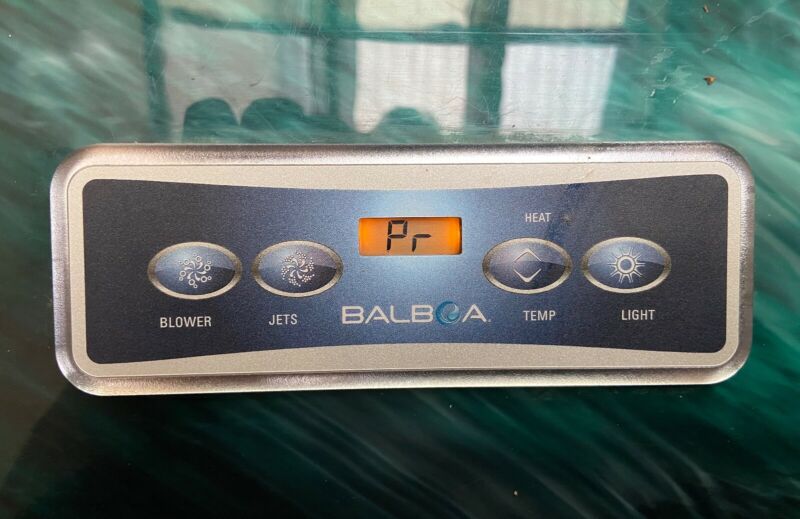 Pr
HEAT
BLOWER
JETS
BALBOA.
TEMP
LIGHT